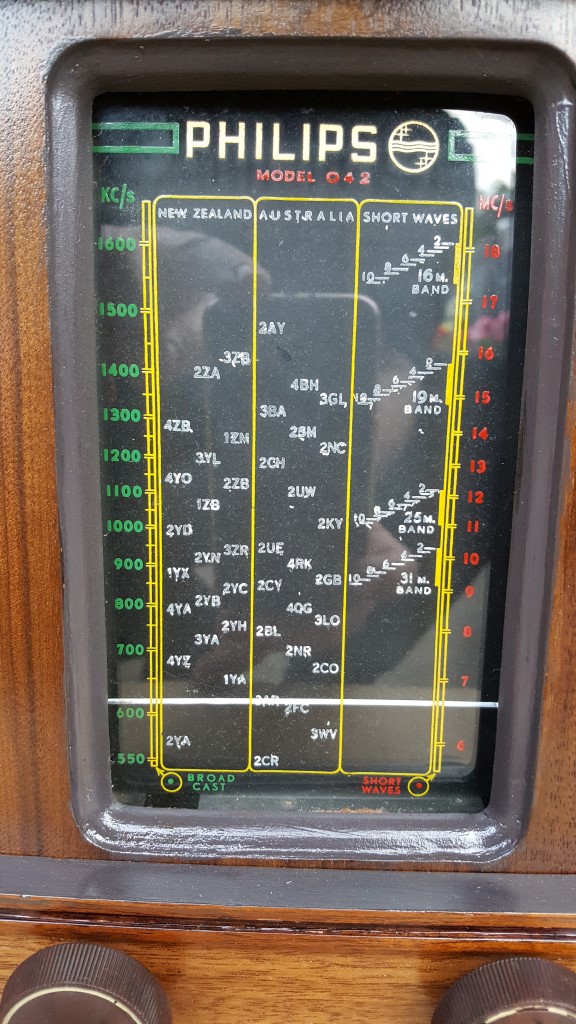 PHILIPS
MODEL 042
KC/s
MC/s
NEW ZEALAND
AUSTRALIA
SHORT WAVES
1600
1500
1400
1300
1200
1100
1000
900
800
700
600
550
3ZB
2ZA
4ZB
1ZM
3YL
4YO
2ZB
1ZB
2YD
3ZR
2YN
1YX
2YC
2YB
4YA
2YH
3YA
4YZ
1YA
2YA
2AY
4BH
3GL
3BA
2SM
2NC
2CH
2UW
2KY
2UE
4RK
2GB
2CY
4QG
3LO
2BL
2NR
2CO
3AR
2FC
3WV
2CR
2
4
6
8
10
16 M.
BAND
4
6
8
19 M.
BAND
2
4
6
8
10
25 M.
BAND
2
4
6
8
10
31 M.
BAND
18
17
16
15
14
13
12
11
10
9
8
7
6
BROAD
CAST
SHORT
WAVES